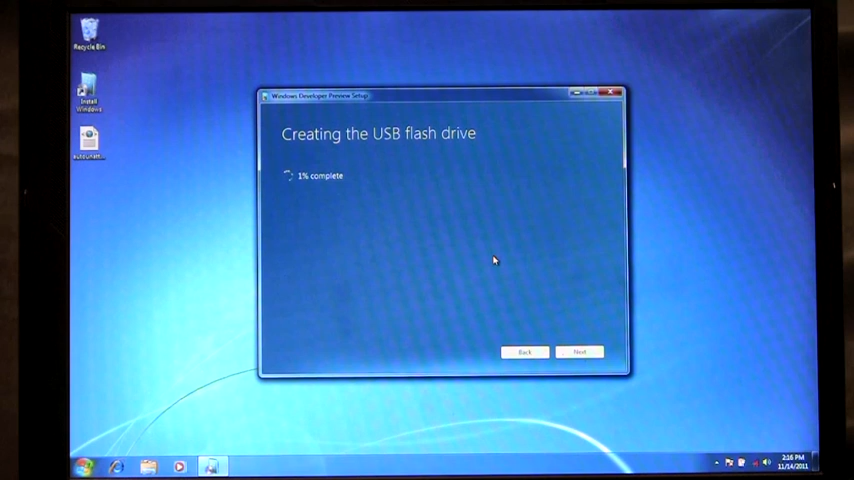 Recycle Bin
Install
Windows
autounatt...
Windows Developer Preview Setup
Creating the USB flash drive
1% complete
Back
Next
2:16 PM
11/14/2011